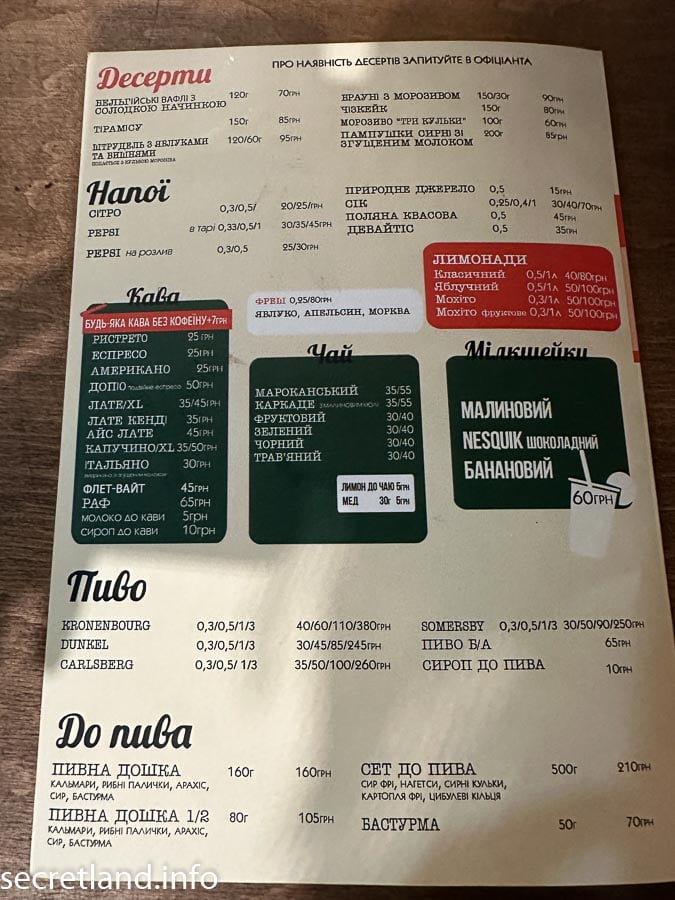 Десерти
ПРО НАЯВНІСТЬ ДЕСЕРТІВ ЗАПИТУЙТЕ В ОФІЦІАНТА
БЕЛЬГІЙСЬКІ ВАФЛІ З СОЛОДКОЮ НАЧИНКОЮ 120г 70грн
ТІРАМІСУ 150г 85грн
ШТРУДЕЛЬ З ЯБЛУКАМИ ТА ВИШНЯМИ 120/60г 95грн
ПОДАЄТЬСЯ З КУЛЬКОЮ МОРОЗИВА
БРАУНІ З МОРОЗИВОМ 150/30г 90грн
ЧІЗКЕЙК 150г 80грн
МОРОЗИВО "ТРИ КУЛЬКИ" 100г 60грн
ПАМПУШКИ СИРНІ ЗІ ЗГУЩЕНИМ МОЛОКОМ 200г 85грн
Напої
СІТРО 0,3/0,5/ 20/25/грн
PEPSI в тарі 0,33/0,5/1 30/35/45грн
PEPSI на розлив 0,3/0,5 25/30грн
ПРИРОДНЕ ДЖЕРЕЛО 0,5 15грн
СІК 0,25/0,4/1 30/40/70грн
ПОЛЯНА КВАСОВА 0,5 45грн
ДЕВАЙТІС 0,5 35грн
ЛИМОНАДИ
Класичний 0,5/1л 40/80грн
Яблучний 0,5/1л 50/100грн
Мохіто 0,3/1л 50/100грн
Мохіто фруктове 0,3/1л 50/100грн
ФРЕШ 0,25/80грн
ЯБЛУКО, АПЕЛЬСИН, МОРКВА
Кава
БУДЬ-ЯКА КАВА БЕЗ КОФЕЇНУ+7грн
РИСТРЕТО 25 грн
ЕСПРЕСО 25грн
АМЕРИКАНО 25грн
ДОПІО подвійне еспресо 50грн
ЛАТЕ/XL 35/45грн
ЛАТЕ КЕНДІ 35грн
АЙС ЛАТЕ 45грн
КАПУЧИНО/XL 35/50грн
ІТАЛЬЯНО 30грн
ФЛЕТ-ВАЙТ 45грн
РАФ 65грн
МОЛОКО ДО КАВИ 5грн
СИРОП ДО КАВИ 10грн
Чай
МАРОКАНСЬКИЙ 35/55
КАРКАДЕ 35/55
ФРУКТОВИЙ 30/40
ЗЕЛЕНИЙ 30/40
ЧОРНИЙ 30/40
ТРАВ'ЯНИЙ 30/40
ЛИМОН ДО ЧАЮ 5грн
МЕД 30г 5грн
Мілкшейки
МАЛИНОВИЙ
NESQUIK ШОКОЛАДНИЙ
БАНАНОВИЙ
60ГРН
Пиво
KRONENBOURG 0,3/0,5/1/3 40/60/110/380грн
DUNKEL 0,3/0,5/1/3 30/45/85/245грн
CARLSBERG 0,3/0,5/ 1/3 35/50/100/260грн
SOMERSBY 0,3/0,5/1/3 30/50/90/250грн
ПИВО Б/А 65грн
СИРОП ДО ПИВА 10грн
До пива
ПИВНА ДОШКА 160г 160грн
КАЛЬМАРИ, РИБНІ ПАЛИЧКИ, АРАХІС,
СИР, БАСТУРМА
ПИВНА ДОШКА 1/2 80г 105грн
КАЛЬМАРИ, РИБНІ ПАЛИЧКИ, АРАХІС,
СИР, БАСТУРМА
СЕТ ДО ПИВА 500г 210грн
СИР ФРІ, НАГЕТСИ, СИРНІ КУЛЬКИ,
КАРТОПЛЯ ФРІ, ЦИБУЛЕВІ КІЛЬЦЯ
БАСТУРМА 50г 70грн
secretland.info